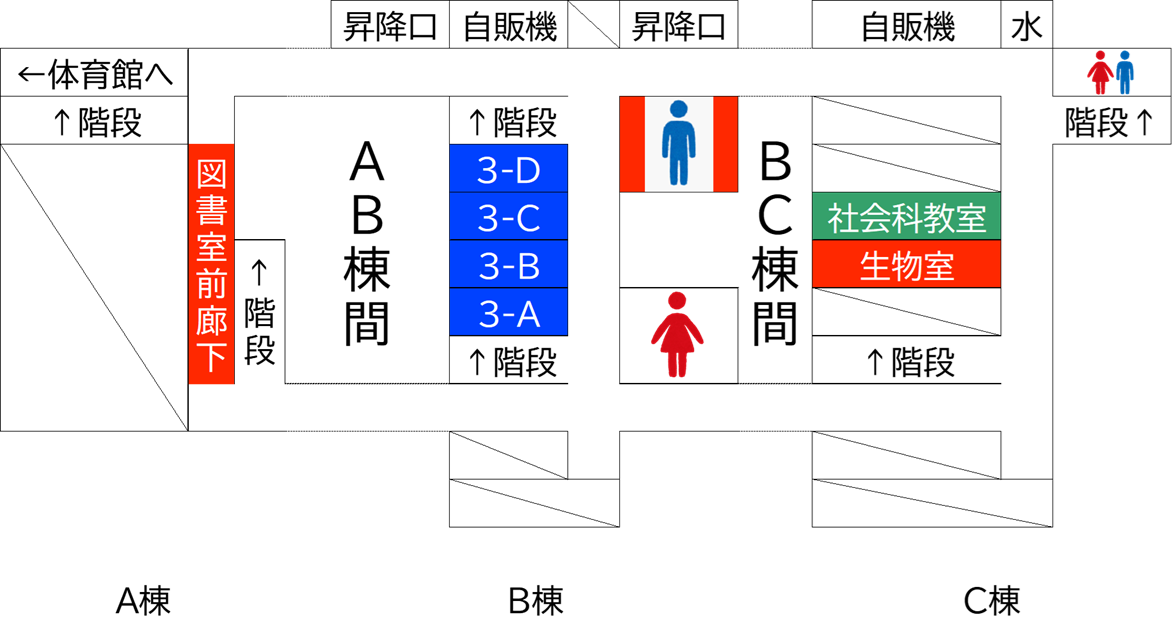 昇降口
自販機
昇降口
自販機
水
←体育館へ
↑階段
↑階段
階段↑
図書室前廊下
↑階段
AB棟間
3-D
3-C
3-B
3-A
↑階段
BC棟間
社会科教室
生物室
↑階段
A棟
B棟
C棟